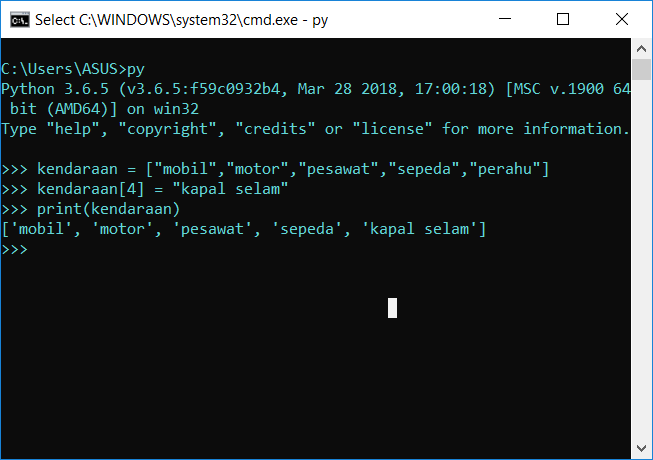 Select C:\WINDOWS\system32\cmd.exe - py
C:\Users\ASUS>py
Python 3.6.5 (v3.6.5:f59c0932b4, Mar 28 2018, 17:00:18) [MSC v.1900 64
 bit (AMD64)] on win32
Type "help", "copyright", "credits" or "license" for more information.
>>> kendaraan = ["mobil","motor","pesawat","sepeda","perahu"]
>>> kendaraan[4] = "kapal selam"
>>> print(kendaraan)
['mobil', 'motor', 'pesawat', 'sepeda', 'kapal selam']
>>>